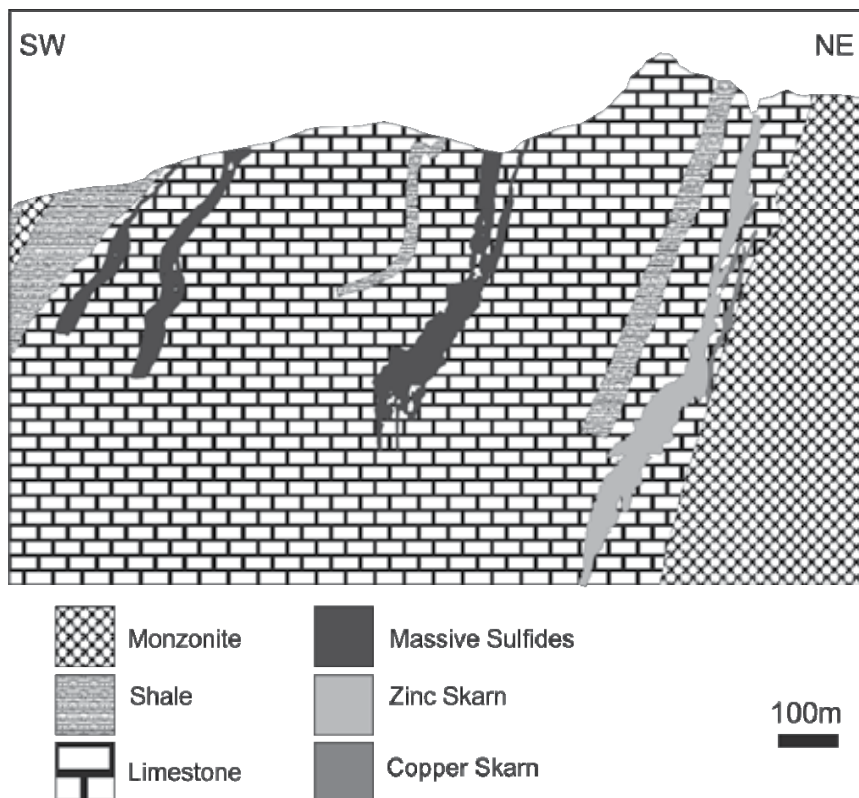 SW
NE
Monzonite
Massive Sulfides
Shale
Zinc Skarn
100m
Limestone
Copper Skarn